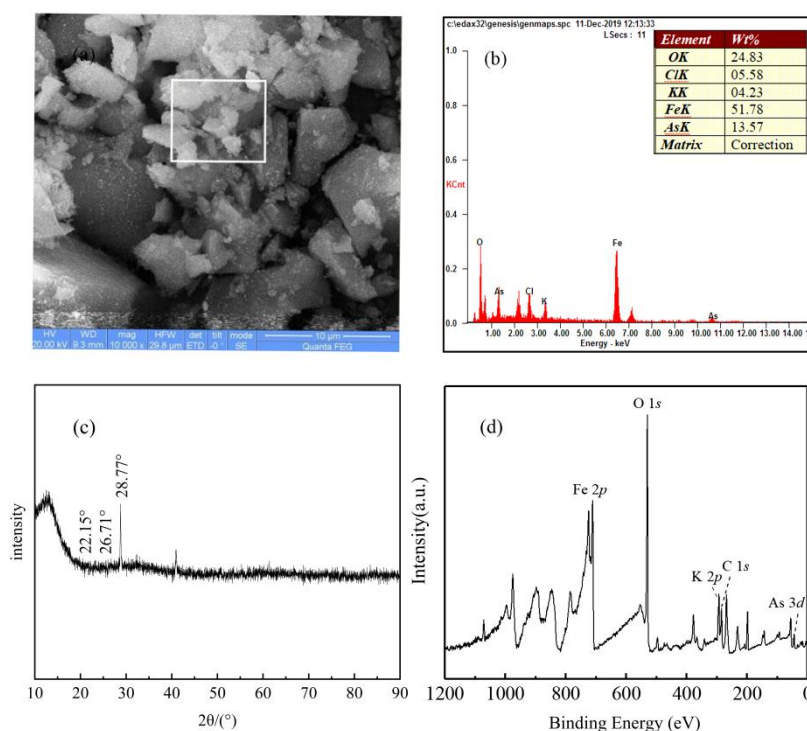 (a)
HV WD mag HFW det tilt mode 10 µm
20.00 kV 9.3 mm 10 000 x 29.8 µm ETD -0 ° SE Quanta FEG
c:\edax32\genesis\genmaps.spc 11-Dec-2019 12:13:33
LSecs : 11
(b)
Element Wt%
OK 24.83
ClK 05.58
KK 04.23
FeK 51.78
AsK 13.57
Matrix Correction
1.0
0.8
0.6
KCnt
0.4
0.2
0.0
O
As
Cl
K
Fe
As
1.00 2.00 3.00 4.00 5.00 6.00 7.00 8.00 9.00 10.00 11.00 12.00 13.00 14.00
Energy - keV
(c)
intensity
22.15°
26.71°
28.77°
10 20 30 40 50 60 70 80 90
2θ/(°)
(d)
Intensity(a.u.)
O 1s
Fe 2p
K 2p
C 1s
As 3d
1200 1000 800 600 400 200 0
Binding Energy (eV)